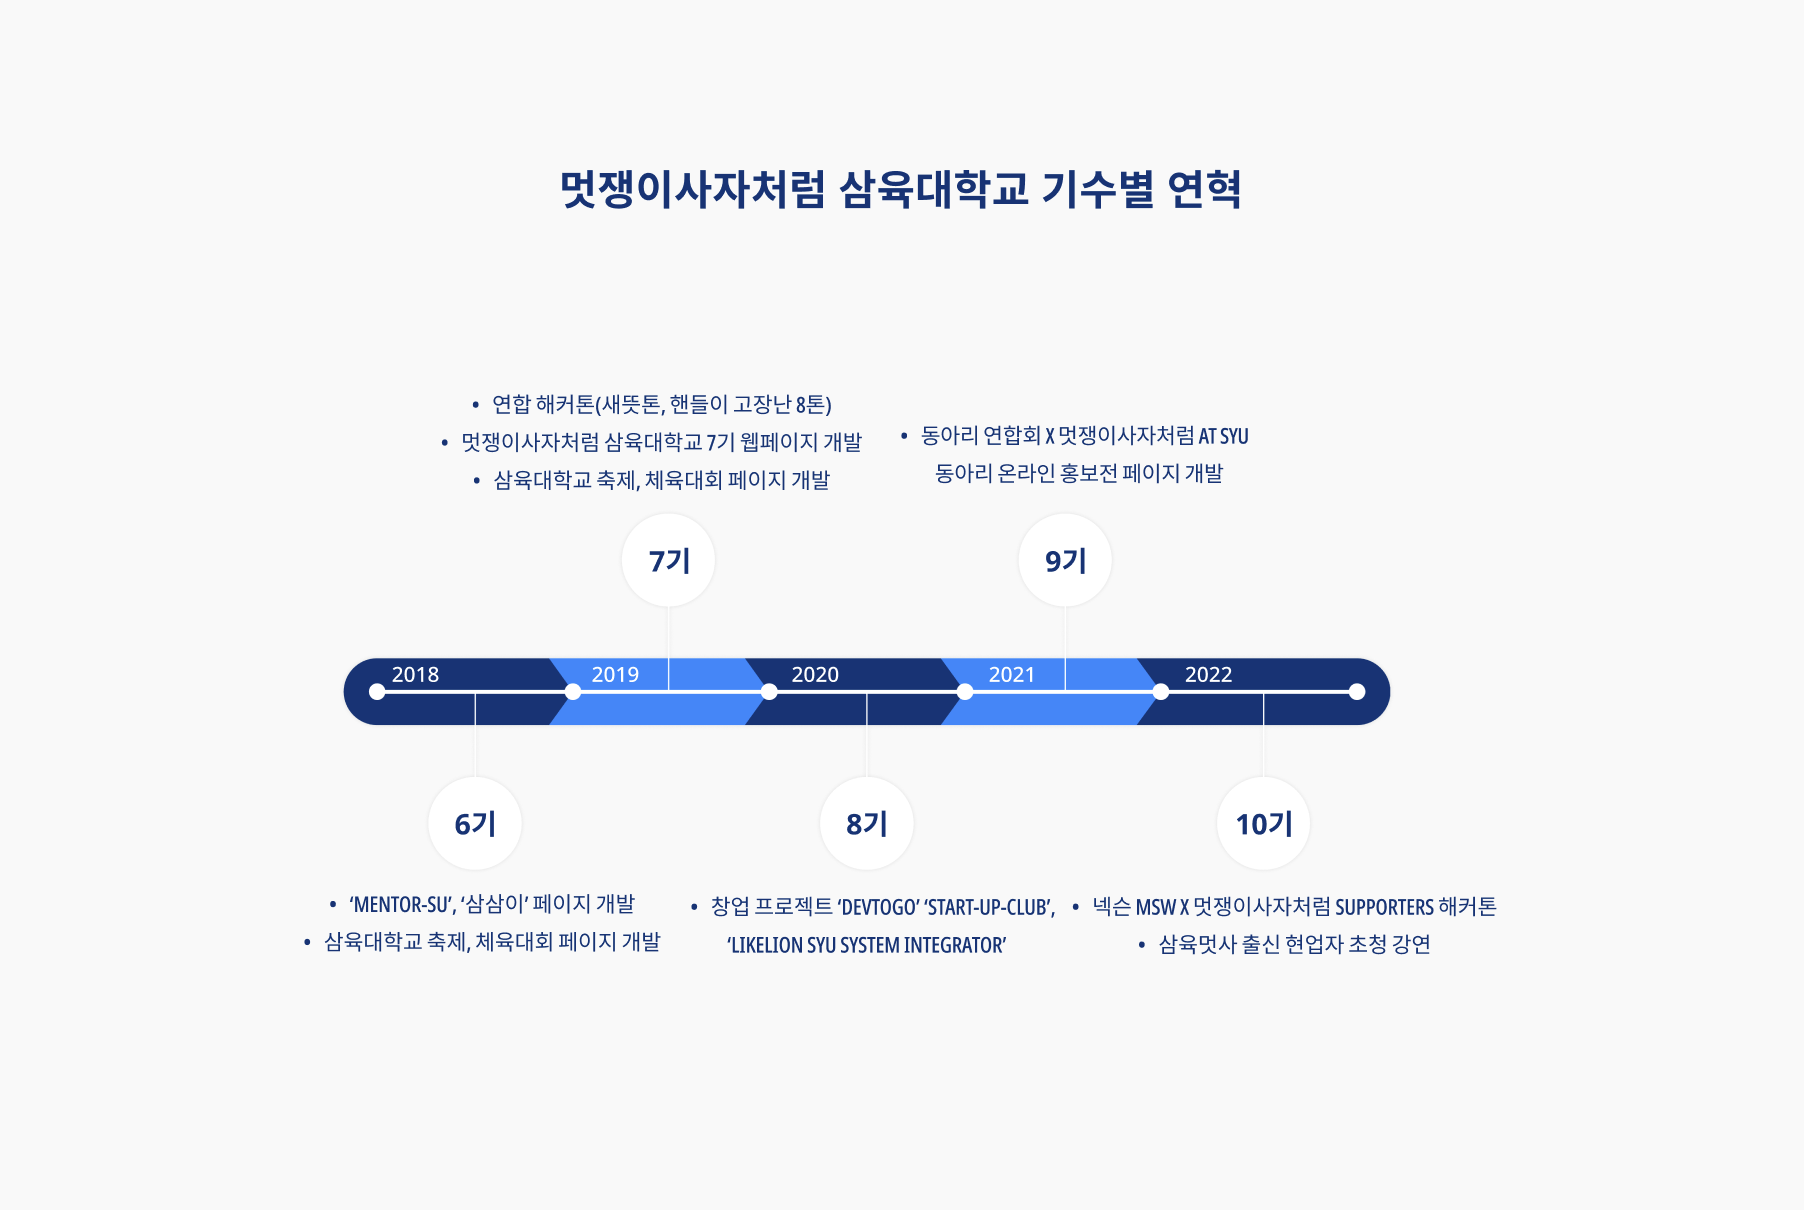 멋쟁이사자처럼 삼육대학교 기수별 연혁
• 연합 해커톤(새뜻톤, 핸들이 고장난 8톤)
• 멋쟁이사자처럼 삼육대학교 7기 웹페이지 개발
• 삼육대학교 축제, 체육대회 페이지 개발
• 동아리 연합회 X 멋쟁이사자처럼 AT SYU
동아리 온라인 홍보전 페이지 개발
7기
9기
2018
2019
2020
2021
2022
6기
8기
10기
• ‘MENTOR-SU’, ‘삼삼이‘ 페이지 개발
• 삼육대학교 축제, 체육대회 페이지 개발
• 창업 프로젝트 ‘DEVTOGO’ ‘START-UP-CLUB’,
‘LIKELION SYU SYSTEM INTEGRATOR’
• 넥슨 MSW X 멋쟁이사자처럼 SUPPORTERS 해커톤
• 삼육멋사 출신 현업자 초청 강연